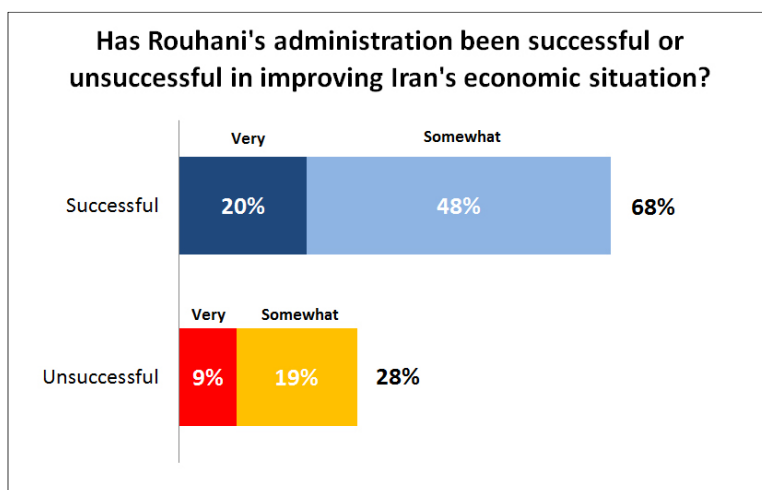 Has Rouhani's administration been successful or
unsuccessful in improving Iran's economic situation?
Very Somewhat
Successful 20% 48% 68%
Very Somewhat
Unsuccessful 9% 19% 28%